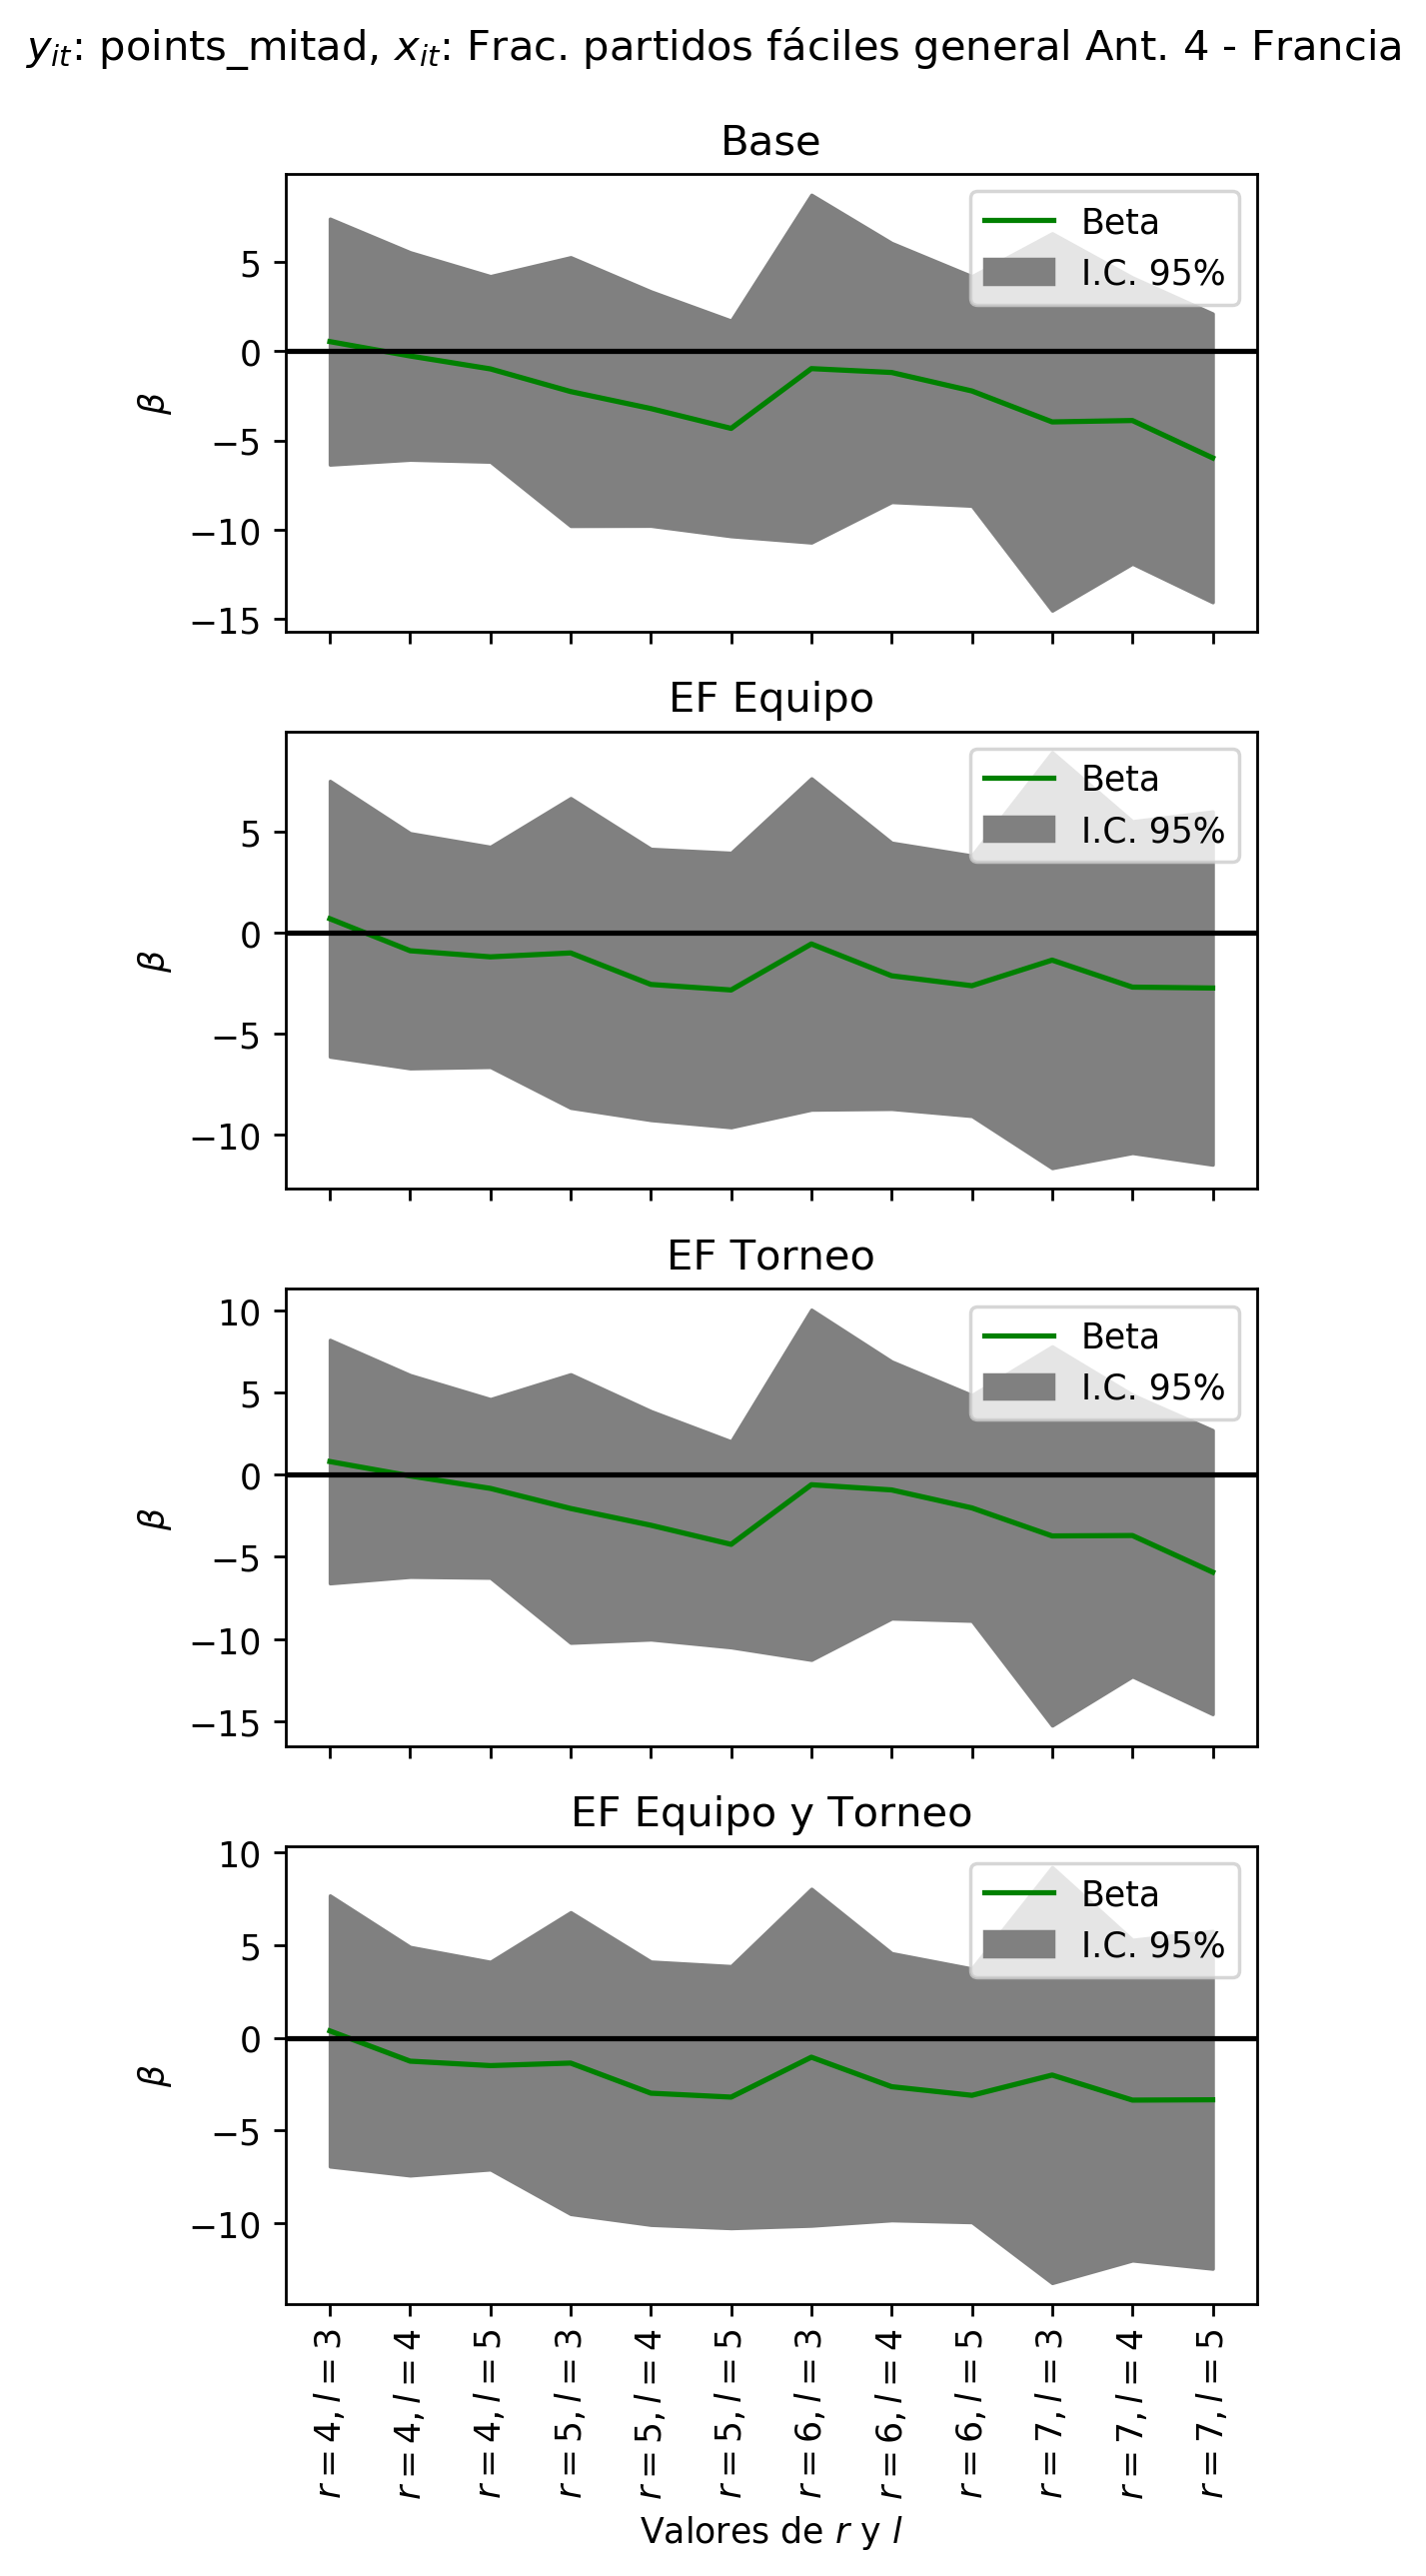 y_it: points_mitad, x_it: Frac. partidos fáciles general Ant. 4 - Francia
Base
Beta
I.C. 95%
5
0
−5
−10
−15
β
EF Equipo
Beta
I.C. 95%
5
0
−5
−10
β
EF Torneo
Beta
I.C. 95%
10
5
0
−5
−10
−15
β
EF Equipo y Torneo
Beta
I.C. 95%
10
5
0
−5
−10
β
r = 4, l = 3
r = 4, l = 4
r = 4, l = 5
r = 5, l = 3
r = 5, l = 4
r = 5, l = 5
r = 6, l = 3
r = 6, l = 4
r = 6, l = 5
r = 7, l = 3
r = 7, l = 4
r = 7, l = 5
Valores de r y l